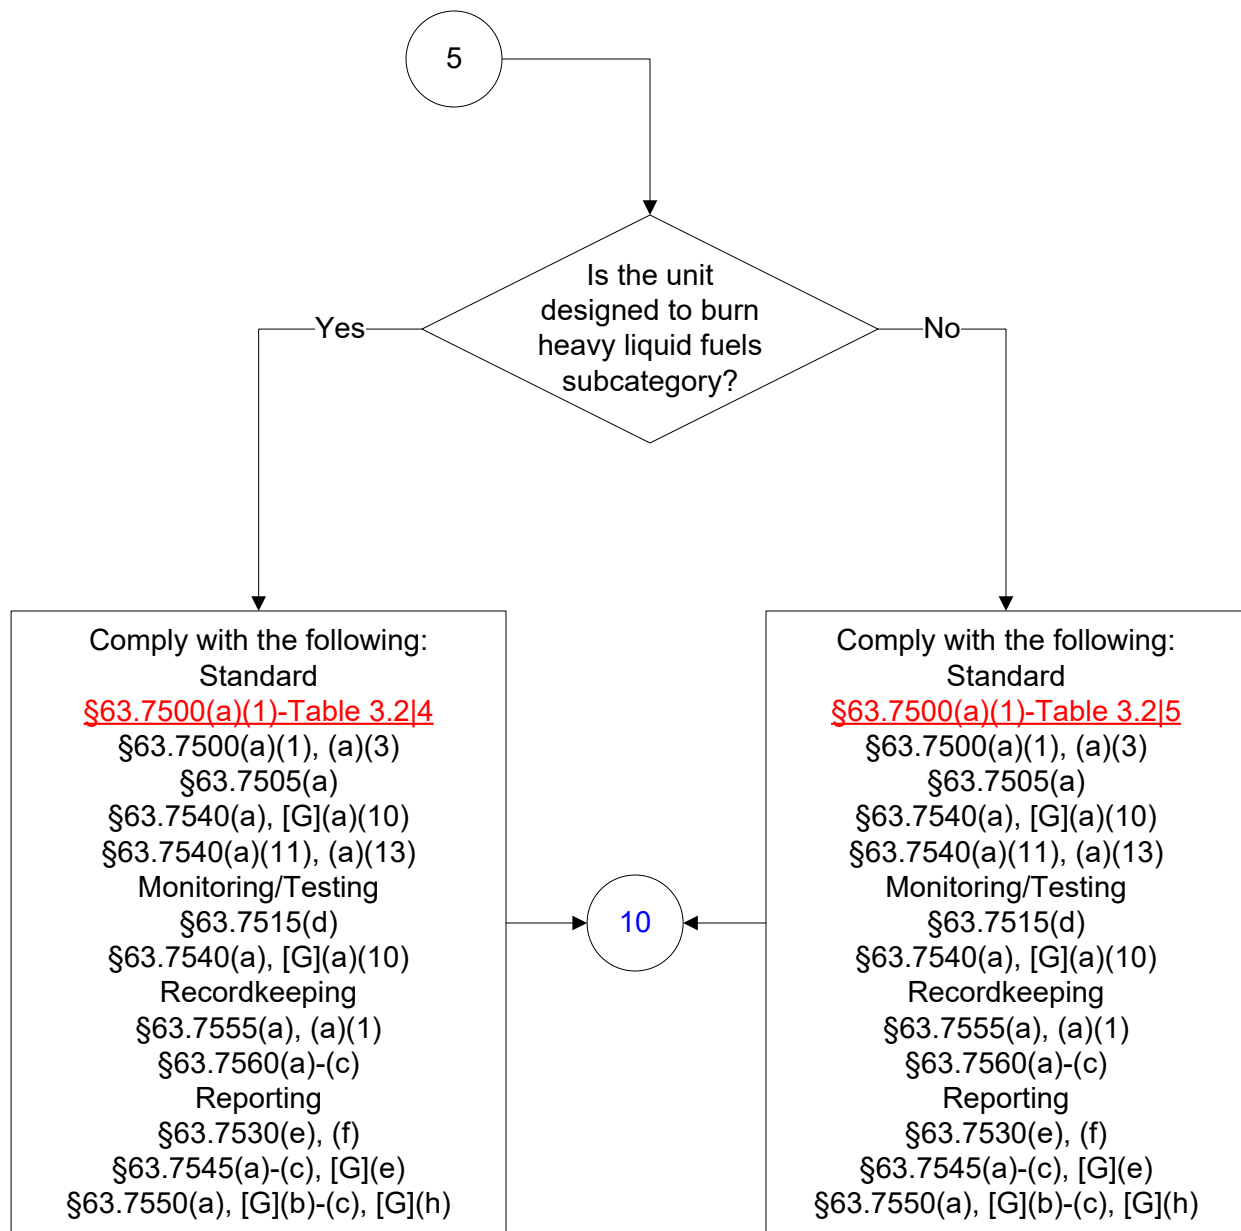 5
Is the unit
designed to burn
heavy liquid fuels
subcategory?
Yes
No
Comply with the following:
Standard
§63.7500(a)(1)-Table 3.2|4
§63.7500(a)(1), (a)(3)
§63.7505(a)
§63.7540(a), [G](a)(10)
§63.7540(a)(11), (a)(13)
Monitoring/Testing
§63.7515(d)
§63.7540(a), [G](a)(10)
Recordkeeping
§63.7555(a), (a)(1)
§63.7560(a)-(c)
Reporting
§63.7530(e), (f)
§63.7545(a)-(c), [G](e)
§63.7550(a), [G](b)-(c), [G](h)
10
Comply with the following:
Standard
§63.7500(a)(1)-Table 3.2|5
§63.7500(a)(1), (a)(3)
§63.7505(a)
§63.7540(a), [G](a)(10)
§63.7540(a)(11), (a)(13)
Monitoring/Testing
§63.7515(d)
§63.7540(a), [G](a)(10)
Recordkeeping
§63.7555(a), (a)(1)
§63.7560(a)-(c)
Reporting
§63.7530(e), (f)
§63.7545(a)-(c), [G](e)
§63.7550(a), [G](b)-(c), [G](h)